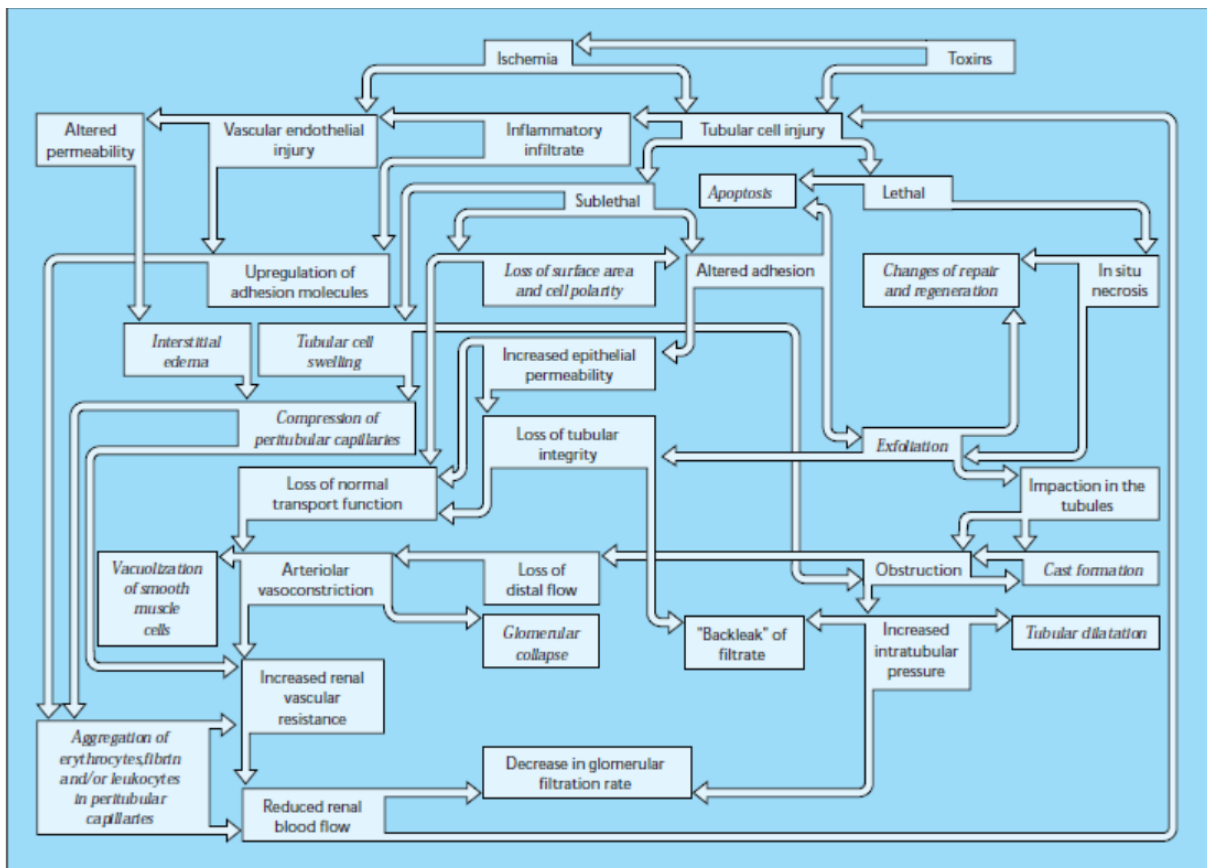 Ischemia
Toxins
Altered
permeability
Vascular endothelial
injury
Inflammatory
infiltrate
Tubular cell injury
Sublethal
Apoptosis
Lethal
Upregulation of
adhesion molecules
Loss of surface area
and cell polarity
Altered adhesion
Changes of repair
and regeneration
In situ
necrosis
Interstitial
edema
Tubular cell
swelling
Increased epithelial
permeability
Compression of
peritubular capillaries
Loss of tubular
integrity
Exfoliation
Loss of normal
transport function
Impaction in the
tubules
Vacuolization
of smooth
muscle
cells
Arteriolar
vasoconstriction
Loss of
distal flow
Obstruction
Cast formation
Glomerular
collapse
"Backleak" of
filtrate
Increased
intratubular
pressure
Tubular dilatation
Increased renal
vascular
resistance
Aggregation of
erythrocytes,fibrin
and/or leukocytes
in peritubular
capillaries
Decrease in glomerular
filtration rate
Reduced renal
blood flow